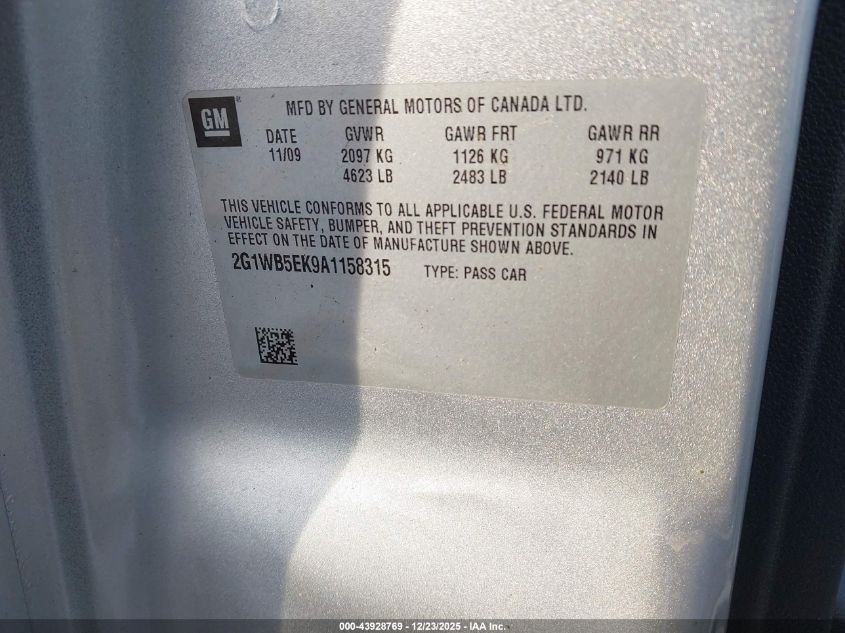 GM ®
MFD BY GENERAL MOTORS OF CANADA LTD.
DATE GVWR GAWR FRT GAWR RR
11/09 2097 KG 1126 KG 971 KG
4623 LB 2483 LB 2140 LB
THIS VEHICLE CONFORMS TO ALL APPLICABLE U.S. FEDERAL MOTOR
VEHICLE SAFETY, BUMPER, AND THEFT PREVENTION STANDARDS IN
EFFECT ON THE DATE OF MANUFACTURE SHOWN ABOVE.
2G1WB5EK9A1158315 TYPE: PASS CAR
000-43928769 - 12/23/2025 - IAA Inc.